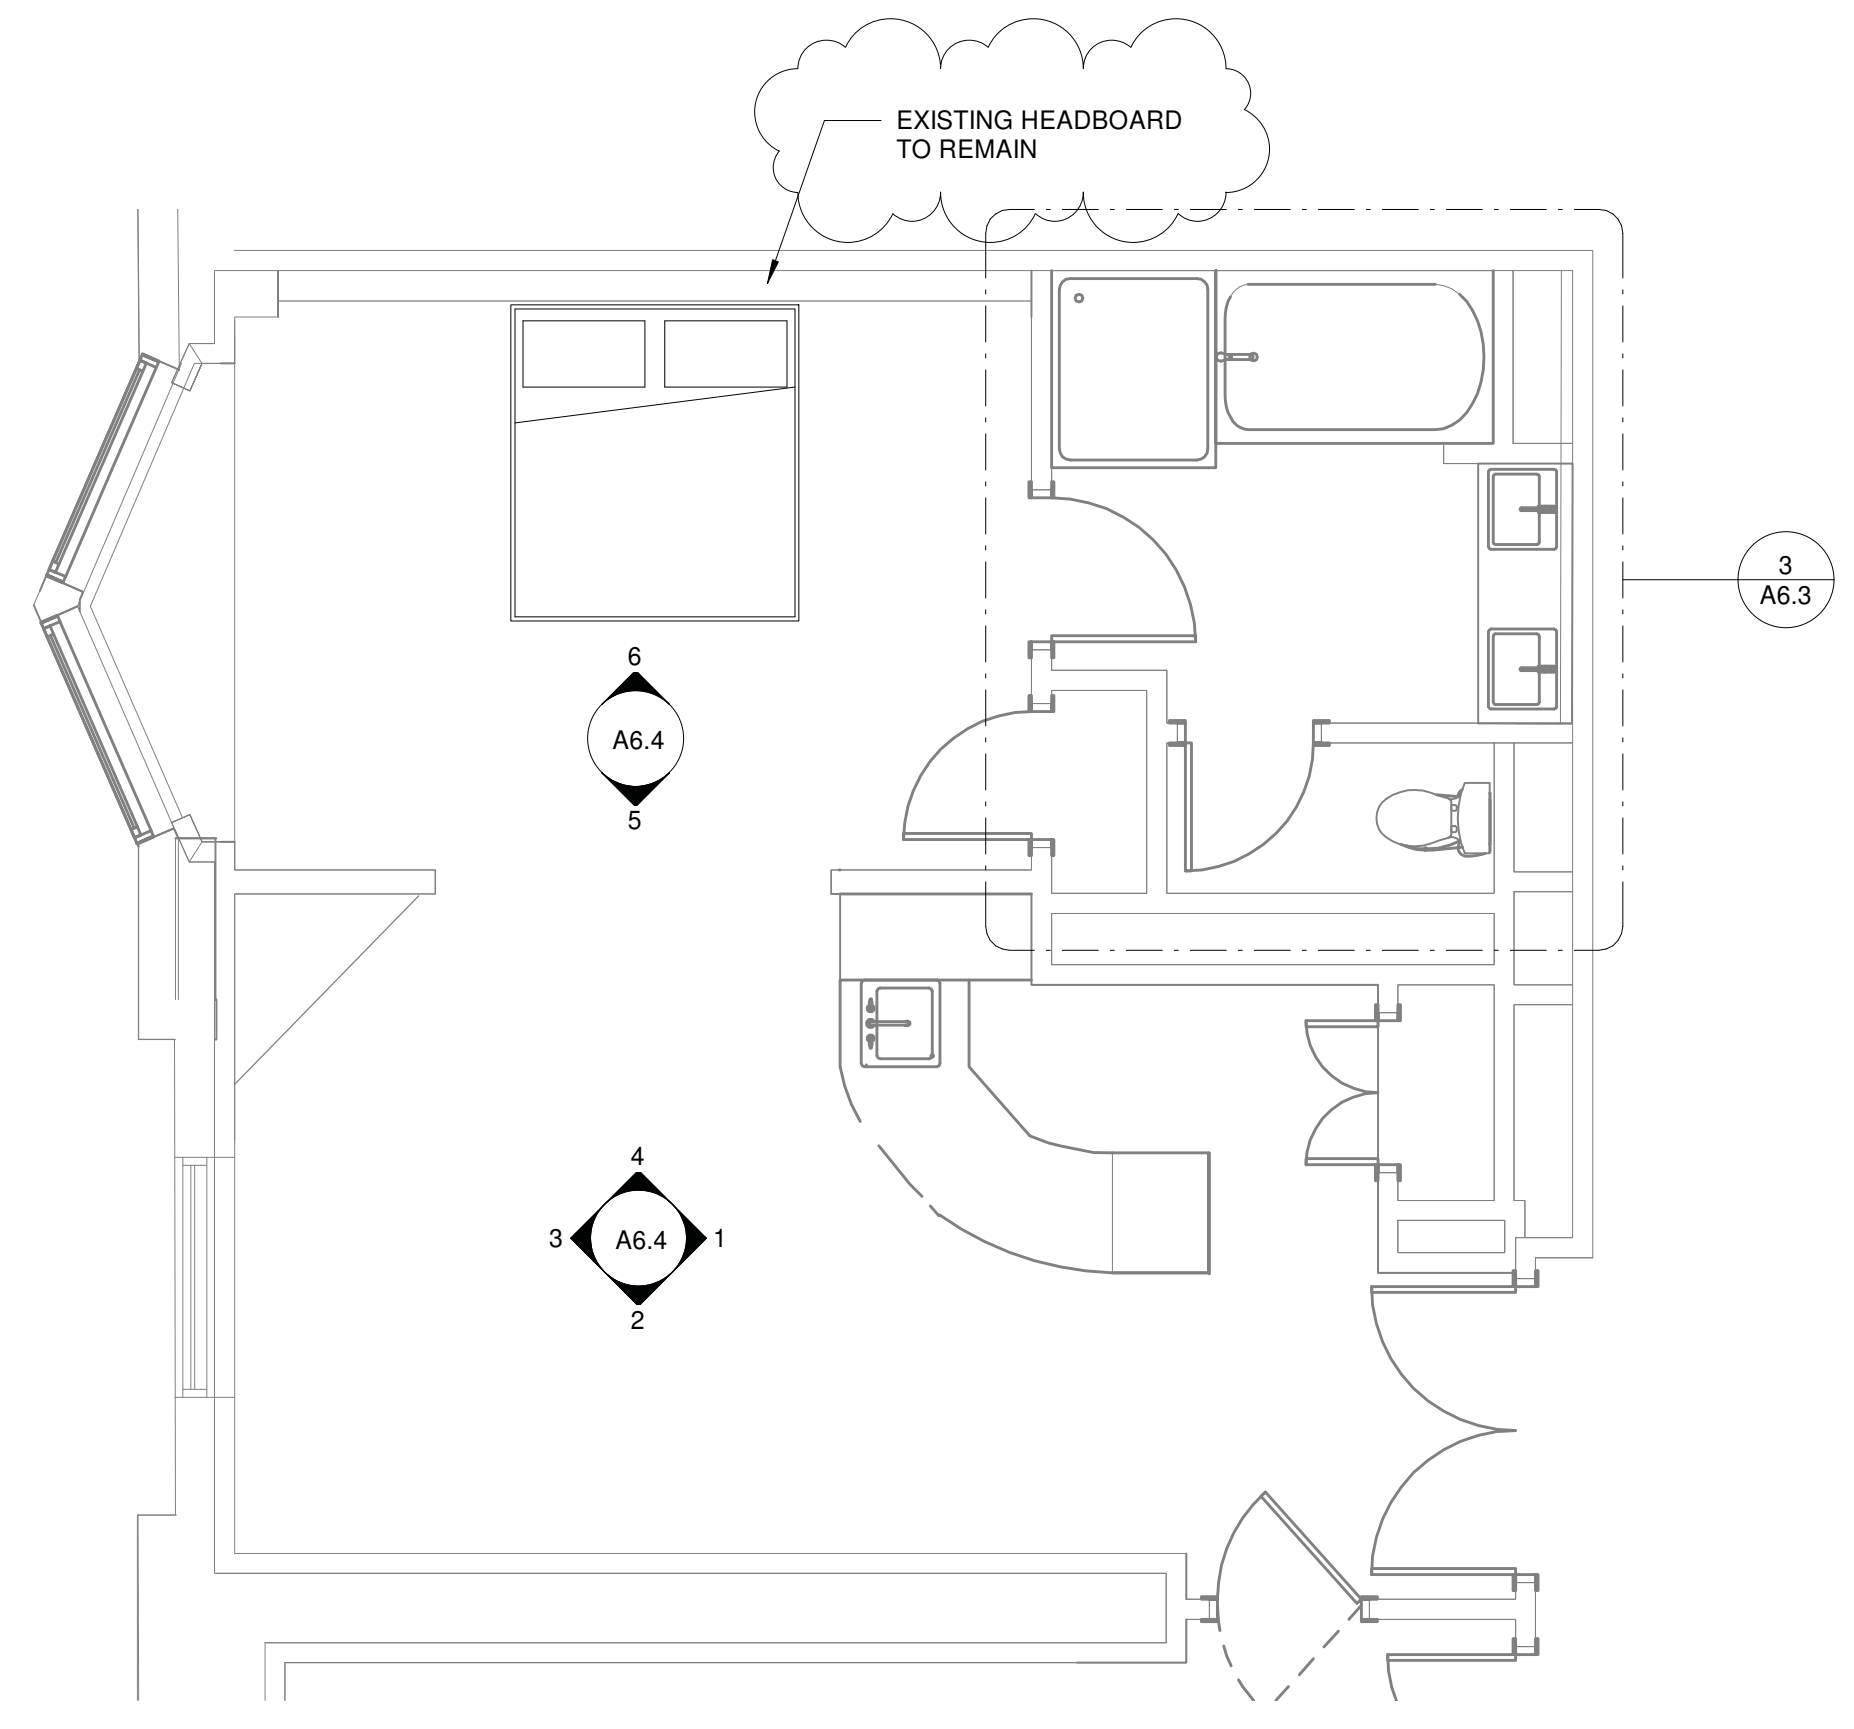 EXISTING HEADBOARD
TO REMAIN
3
A6.3
6
A6.4
5
4
3 A6.4 1
2